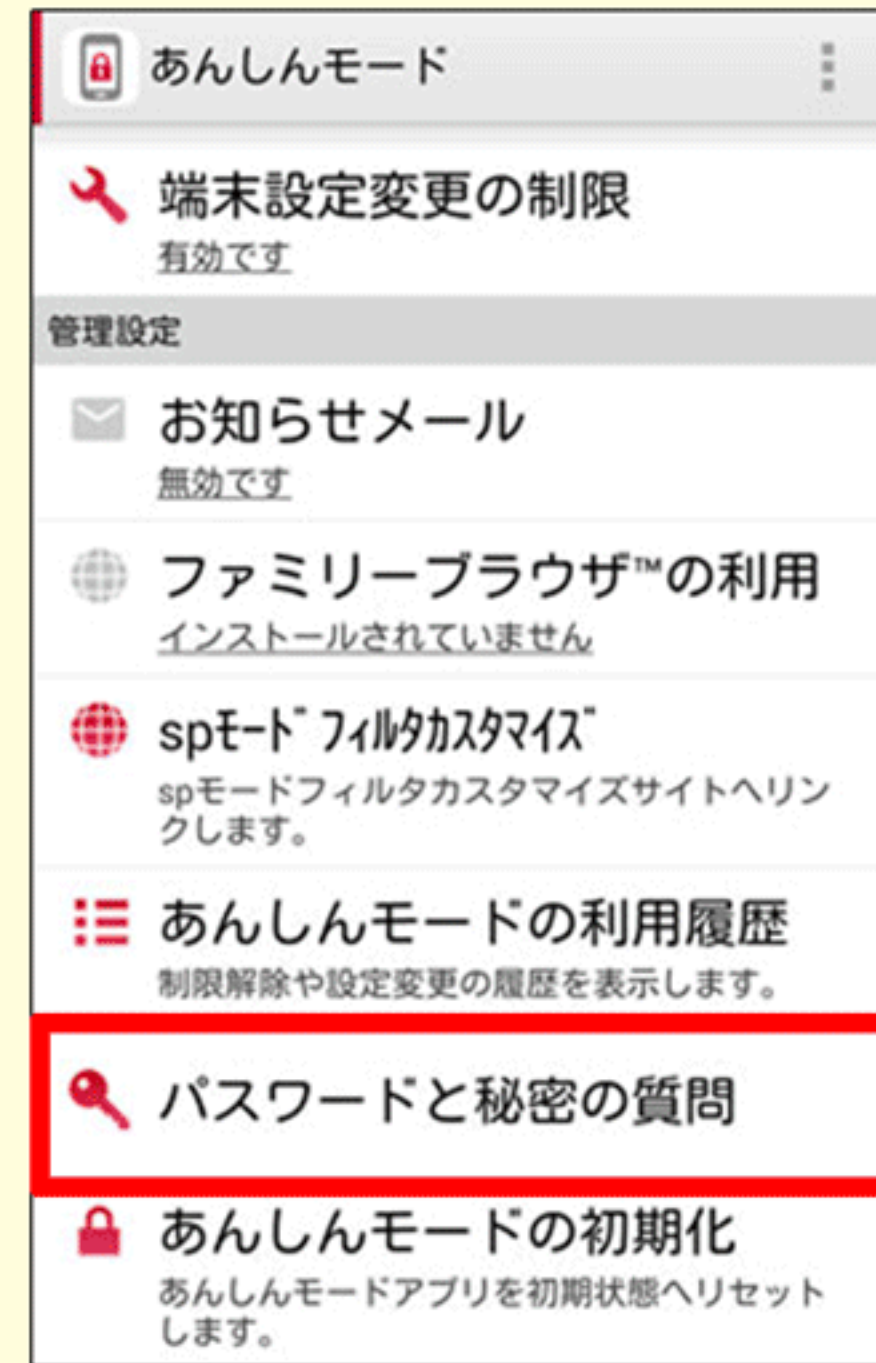 あんしんモード
端末設定変更の制限
有効です
管理設定
お知らせメール
無効です
ファミリーブラウザ™の利用
インストールされていません
spﾓｰﾄﾞﾌｨﾙﾀｶｽﾀﾏｲｽﾞ
spモードフィルタカスタマイズサイトへリン
クします。
あんしんモードの利用履歴
制限解除や設定変更の履歴を表示します。
パスワードと秘密の質問
あんしんモードの初期化
あんしんモードアプリを初期状態へリセット
します。